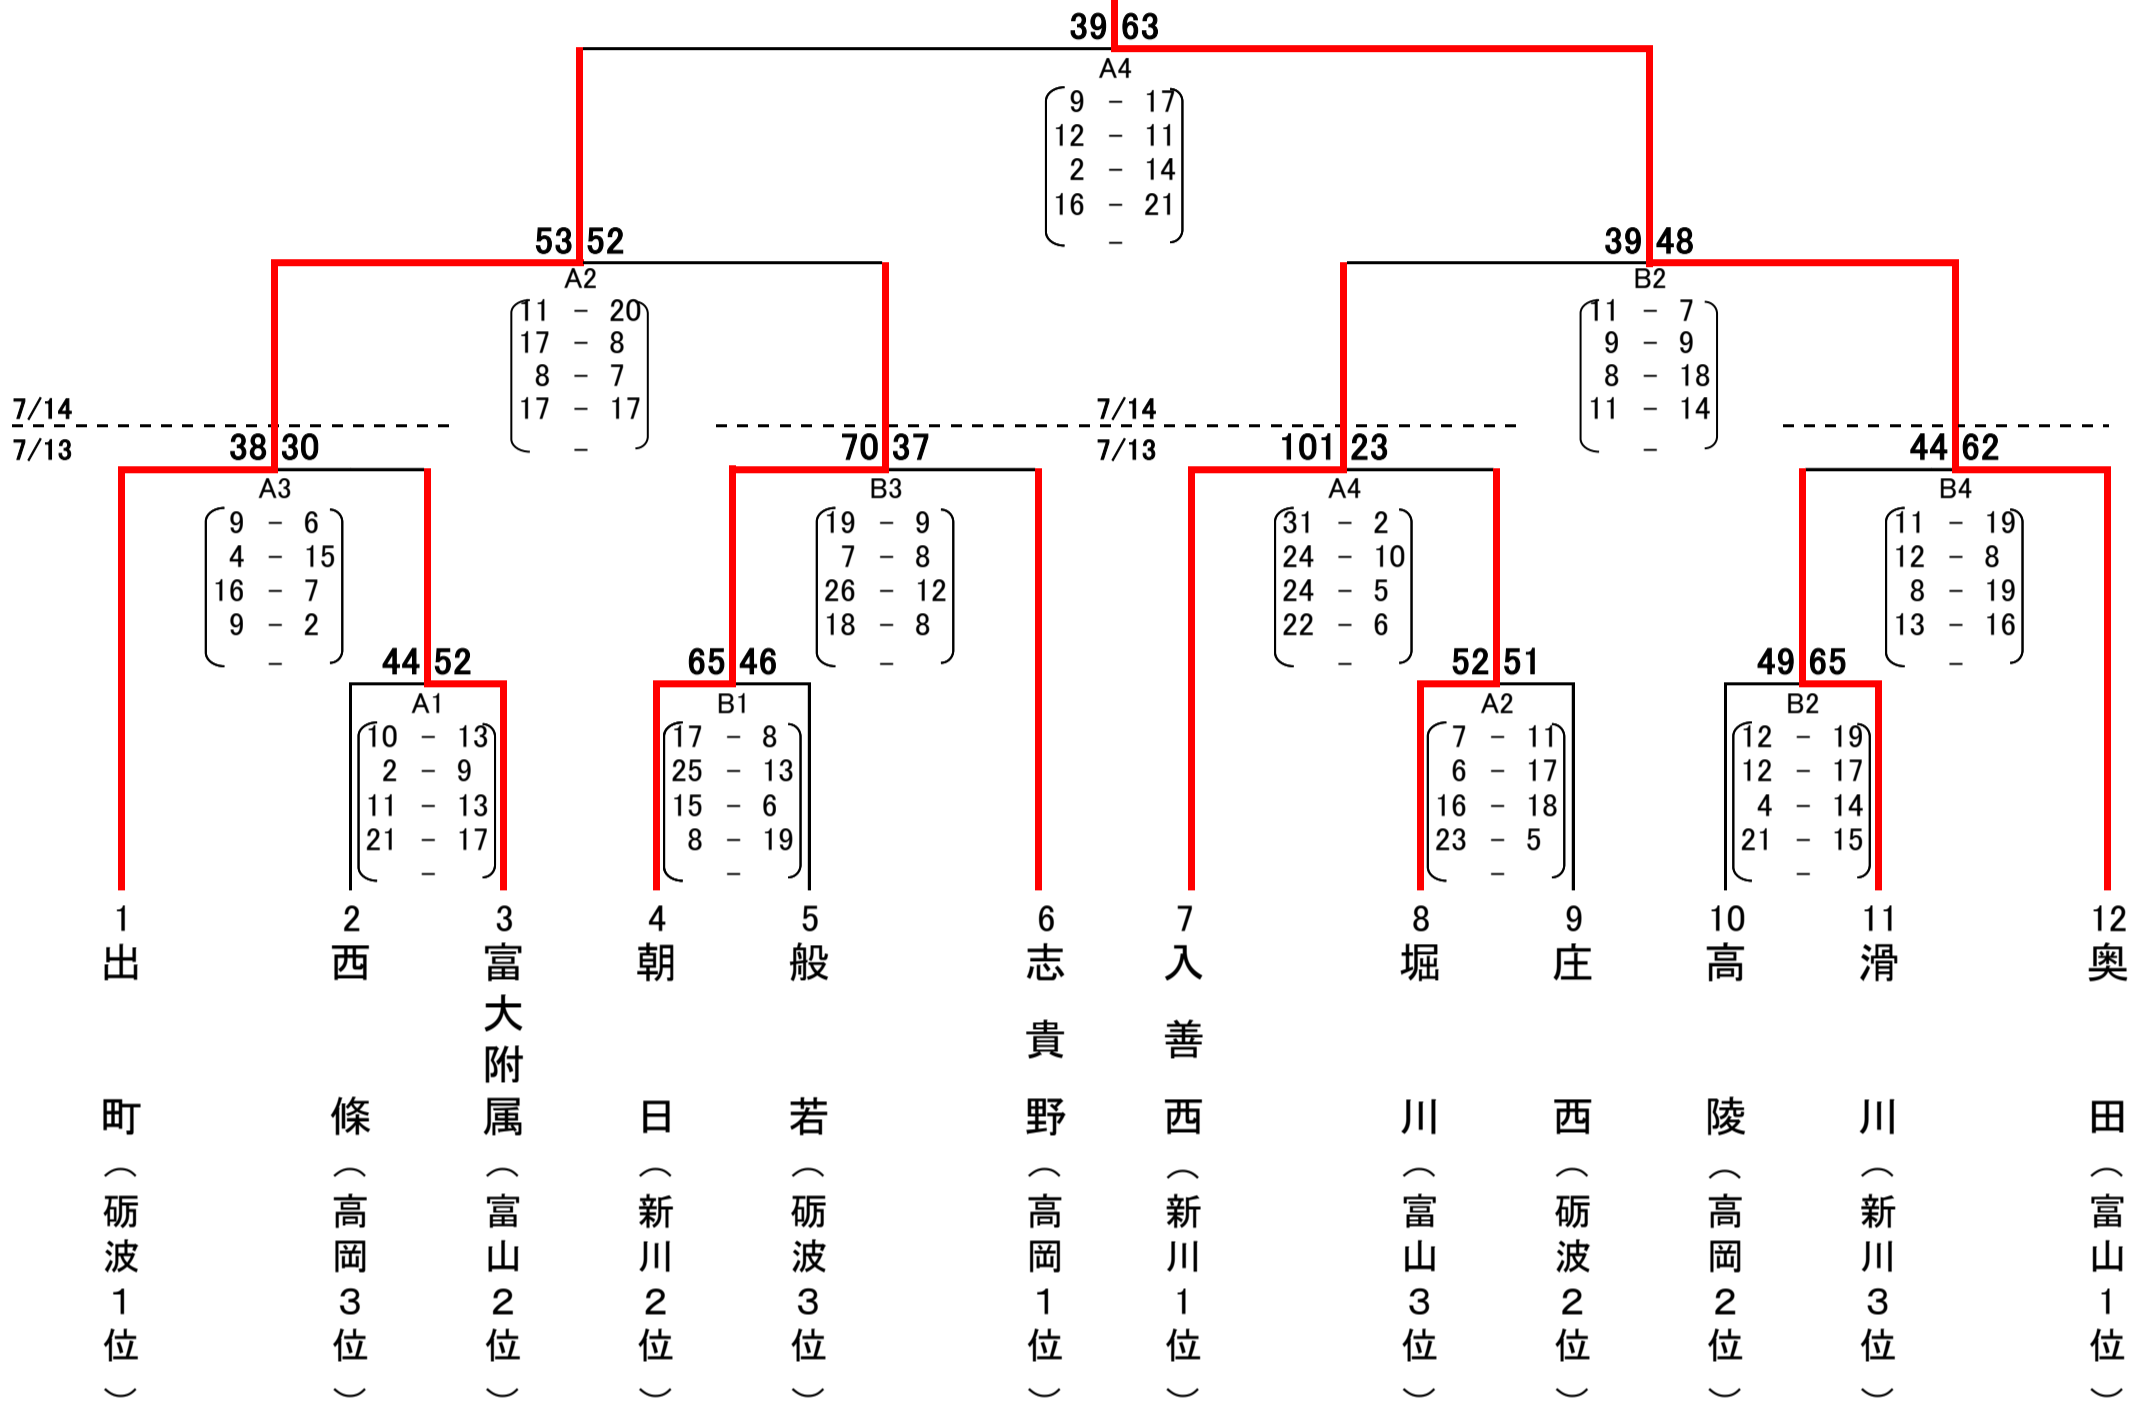 39 63
A4
9 - 17
12 - 11
2 - 14
16 - 21
-
53 52
A2
11 - 20
17 - 8
8 - 7
17 - 17
-
39 48
B2
11 - 7
9 - 9
8 - 18
11 - 14
-
7/14
7/13
7/14
7/13
38 30
A3
9 - 6
4 - 15
16 - 7
9 - 2
-
70 37
B3
19 - 9
7 - 8
26 - 12
18 - 8
-
101 23
A4
31 - 2
24 - 10
24 - 5
22 - 6
-
44 62
B4
11 - 19
12 - 8
8 - 19
13 - 16
-
44 52
A1
10 - 13
2 - 9
11 - 13
21 - 17
-
65 46
B1
17 - 8
25 - 13
15 - 6
8 - 19
-
52 51
A2
7 - 11
6 - 17
16 - 18
23 - 5
-
49 65
B2
12 - 19
12 - 17
4 - 14
21 - 15
-
1 出町(砺波1位)
2 西條(高岡3位)
3 富大附属(富山2位)
4 朝日(新川2位)
5 般若(砺波3位)
6 志貴野(高岡1位)
7 入善西(新川1位)
8 堀川(富山3位)
9 庄西(砺波2位)
10 高陵(高岡2位)
11 滑川(新川3位)
12 奥田(富山1位)